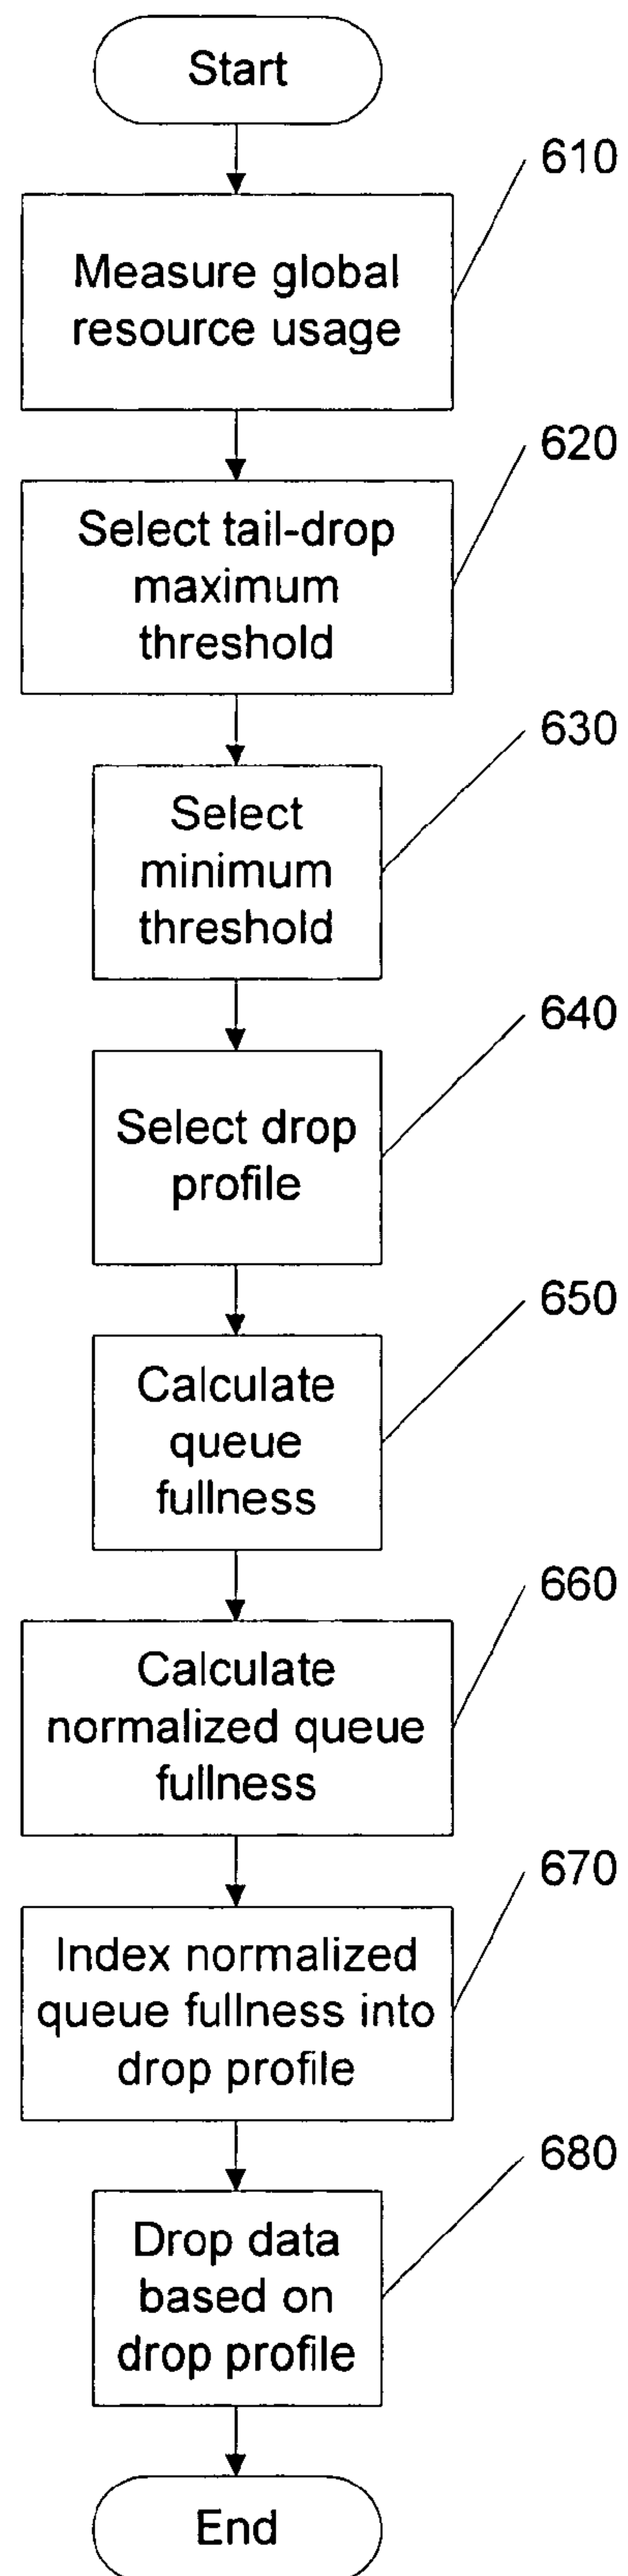 Start
610
Measure global
resource usage
620
Select tail-drop
maximum
threshold
630
Select
minimum
threshold
640
Select drop
profile
650
Calculate
queue
fullness
660
Calculate
normalized queue
fullness
670
Index normalized
queue fullness into
drop profile
680
Drop data
based on
drop profile
End